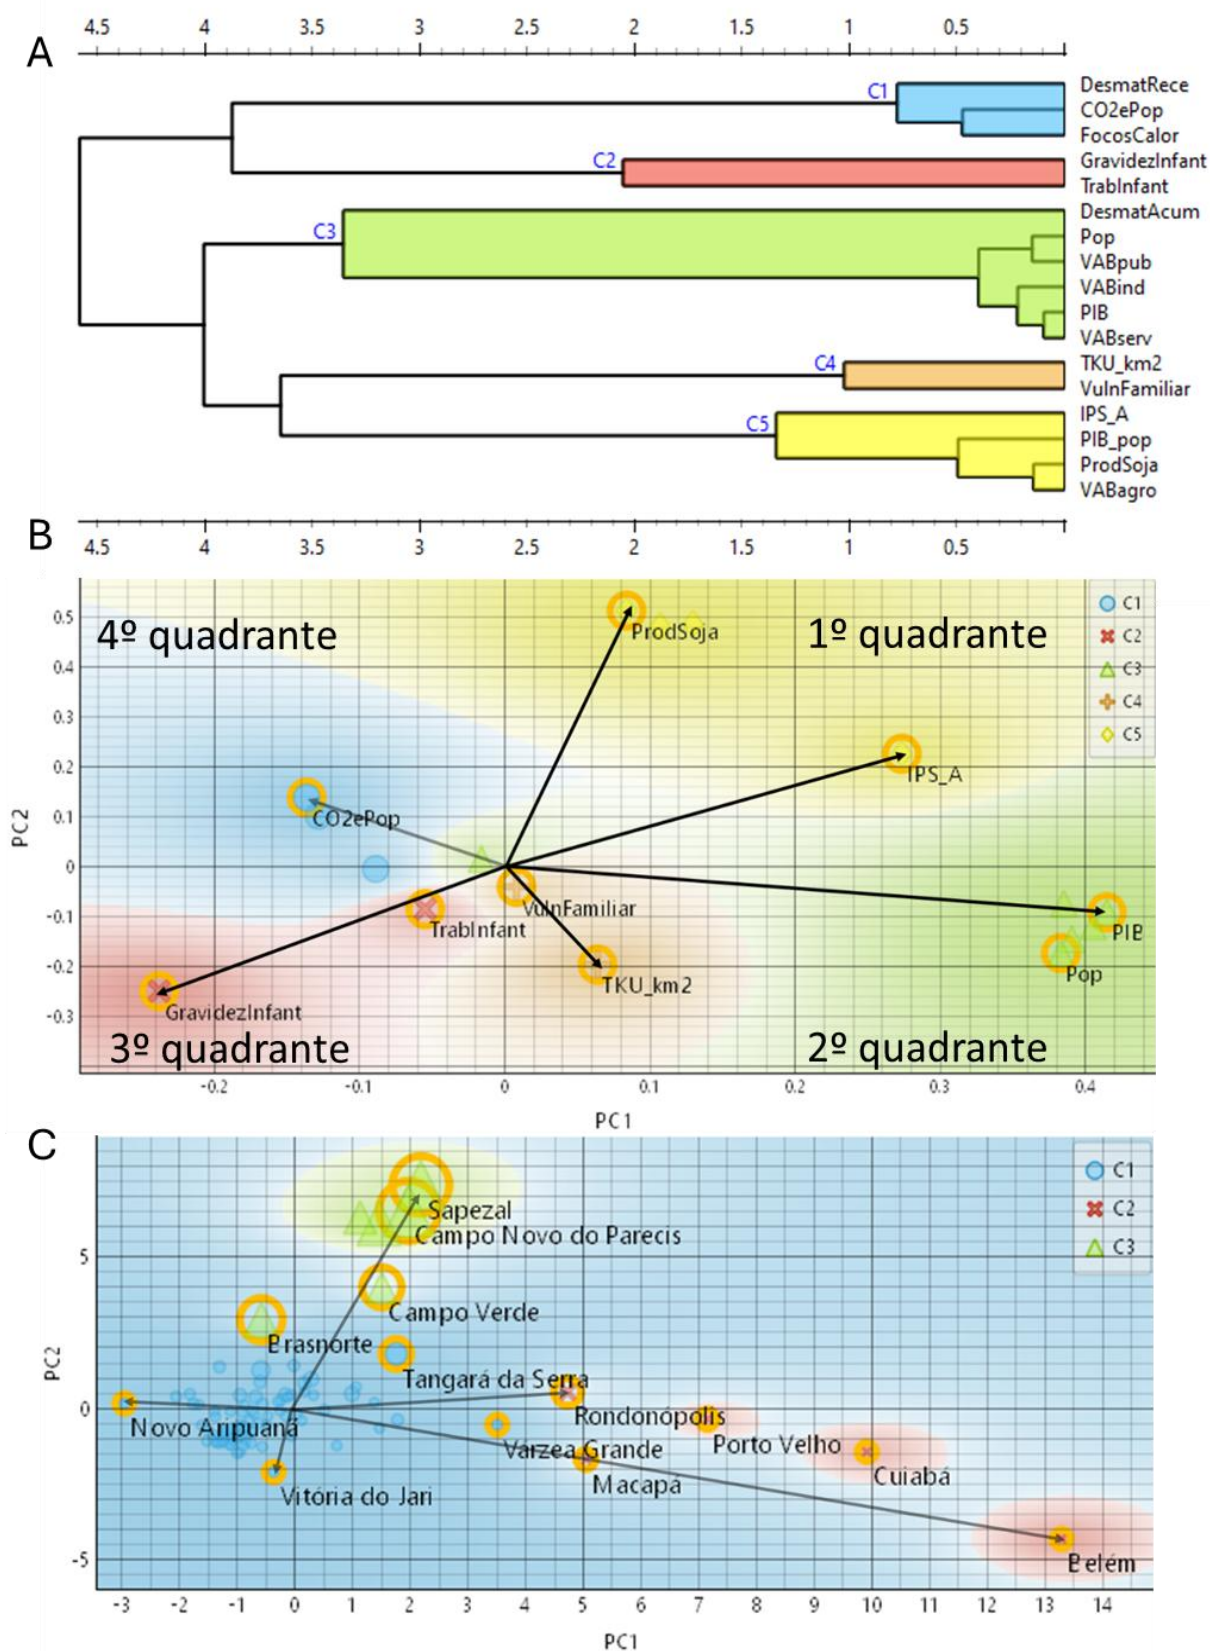 4.5 4 3.5 3 2.5 2 1.5 1 0.5
A
C1
DesmatRece
CO2ePop
FocosCalor
C2
GravidezInfant
TrabInfant
C3
DesmatAcum
Pop
VABpub
VABind
PIB
VABserv
C4
TKU_km2
VulnFamiliar
C5
IPS_A
PIB_pop
ProdSoja
VABagro
B
4.5 4 3.5 3 2.5 2 1.5 1 0.5
4º quadrante
1º quadrante
C1
C2
C3
C4
C5
0.5
0.4
0.3
0.2
0.1
0
-0.1
-0.2
-0.3
PC2
ProdSoja
IPS_A
CO2ePop
VulnFamiliar
TrabInfant
PIB
Pop
TKU_km2
GravidezInfant
3º quadrante
2º quadrante
-0.2 -0.1 0 0.1 0.2 0.3 0.4
PC1
C
C1
C2
C3
5
0
-5
PC2
Sapezal
Campo Novo do Parecis
Campo Verde
Brasnorte
Tangará da Serra
Rondonópolis
Novo Aripuanã
Porto Velho
Várzea Grande
Cuiabá
Macapá
Vitória do Jari
Belém
-3 -2 -1 0 1 2 3 4 5 6 7 8 9 10 11 12 13 14
PC1